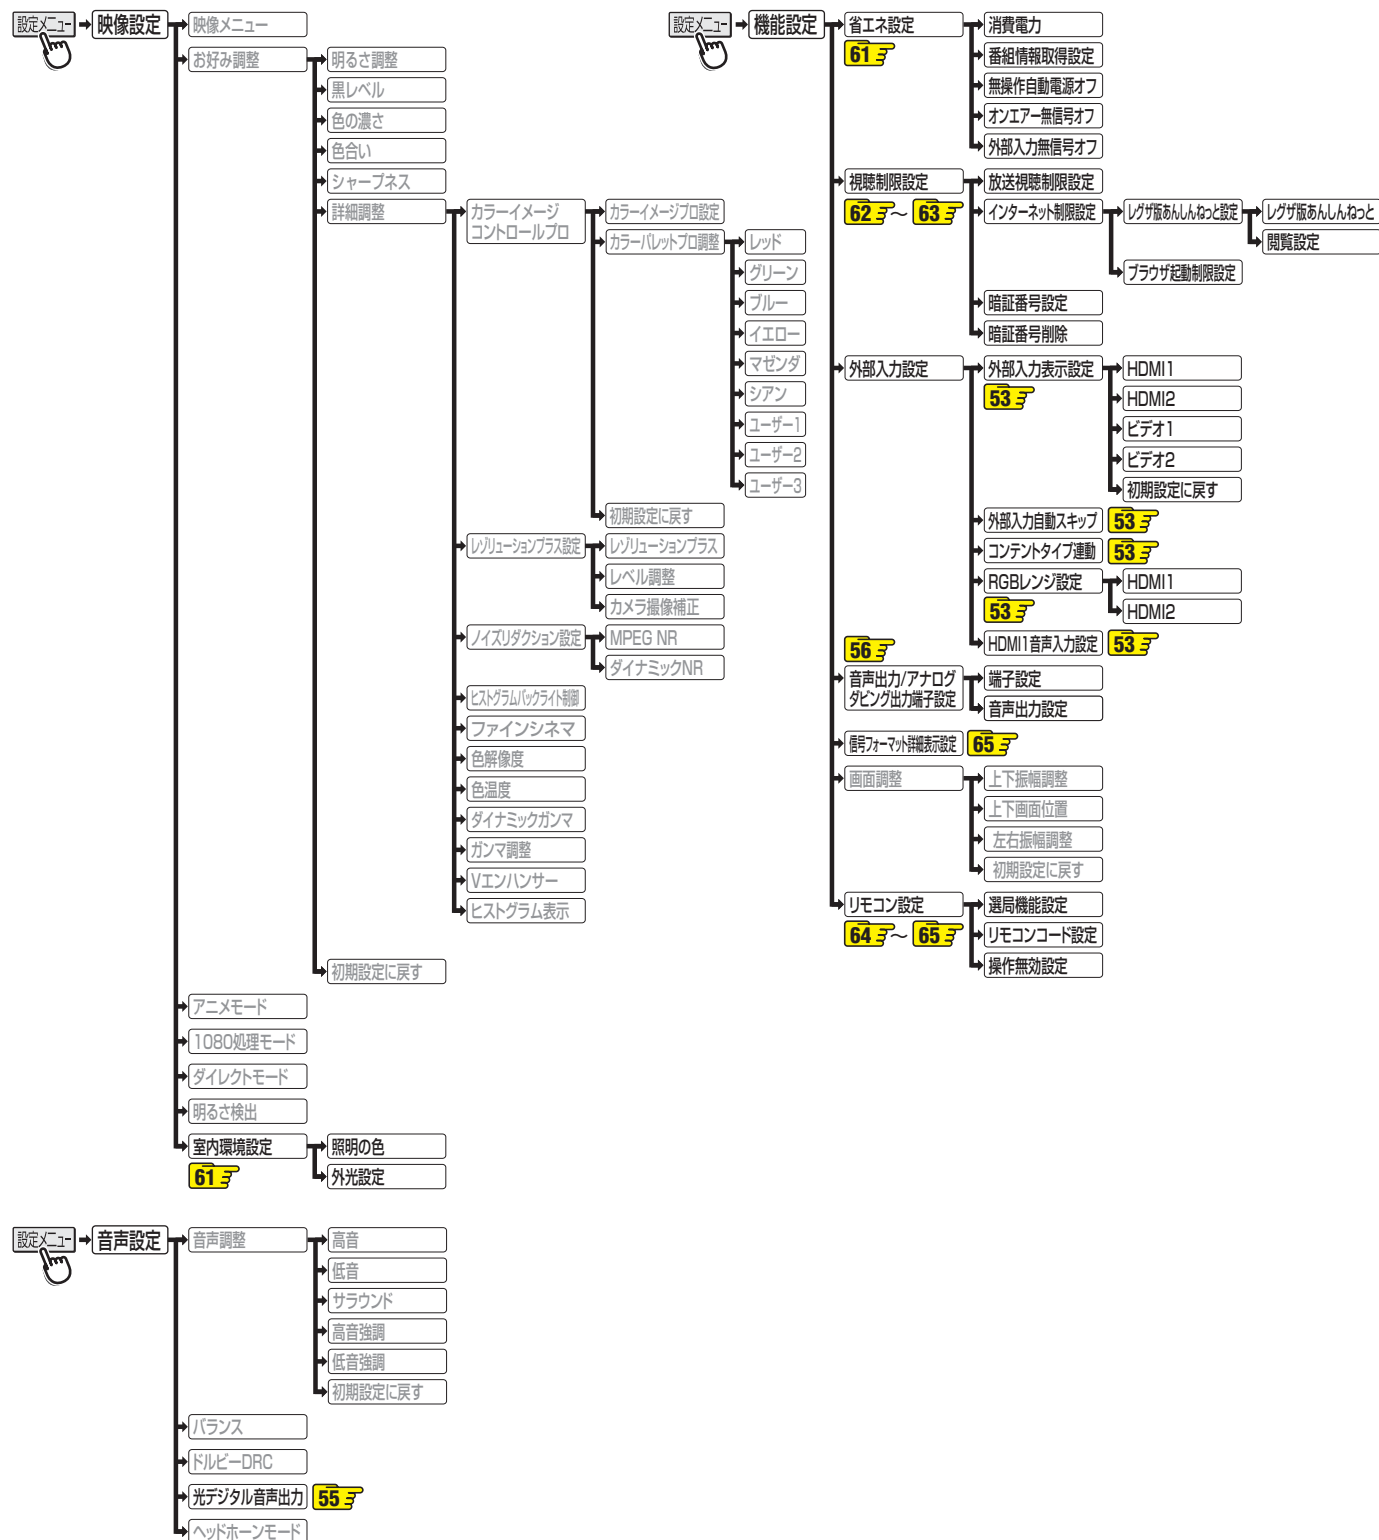 設定メニュー
映像設定
映像メニュー
お好み調整
明るさ調整
黒レベル
色の濃さ
色合い
シャープネス
詳細調整
カラーイメージ
コントロールプロ
カラーイメージプロ設定
カラーパレットプロ調整
レッド
グリーン
ブルー
イエロー
マゼンダ
シアン
ユーザー1
ユーザー2
ユーザー3
初期設定に戻す
レゾリューションプラス設定
レゾリューションプラス
レベル調整
カメラ撮像補正
ノイズリダクション設定
MPEG NR
ダイナミックNR
ヒストグラムバックライト制御
ファインシネマ
色解像度
色温度
ダイナミックガンマ
ガンマ調整
Vエンハンサー
ヒストグラム表示
初期設定に戻す
アニメモード
1080処理モード
ダイレクトモード
明るさ検出
室内環境設定
61
照明の色
外光設定
設定メニュー
音声設定
音声調整
高音
低音
サラウンド
高音強調
低音強調
初期設定に戻す
バランス
ドルビーDRC
光デジタル音声出力 55
ヘッドホーンモード
設定メニュー
機能設定
省エネ設定
61
消費電力
番組情報取得設定
無操作自動電源オフ
オンエアー無信号オフ
外部入力無信号オフ
視聴制限設定
62 ～ 63
放送視聴制限設定
インターネット制限設定
レグザ版あんしんねっと設定
レグザ版あんしんねっと
閲覧設定
ブラウザ起動制限設定
暗証番号設定
暗証番号削除
外部入力設定
外部入力表示設定
53
HDMI1
HDMI2
ビデオ1
ビデオ2
初期設定に戻す
外部入力自動スキップ 53
コンテントタイプ連動 53
RGBレンジ設定
53
HDMI1
HDMI2
HDMI1音声入力設定 53
56
音声出力/アナログ
ダビング出力端子設定
端子設定
音声出力設定
信号フォーマット詳細表示設定 65
画面調整
上下振幅調整
上下画面位置
左右振幅調整
初期設定に戻す
リモコン設定
64 ～ 65
選局機能設定
リモコンコード設定
操作無効設定